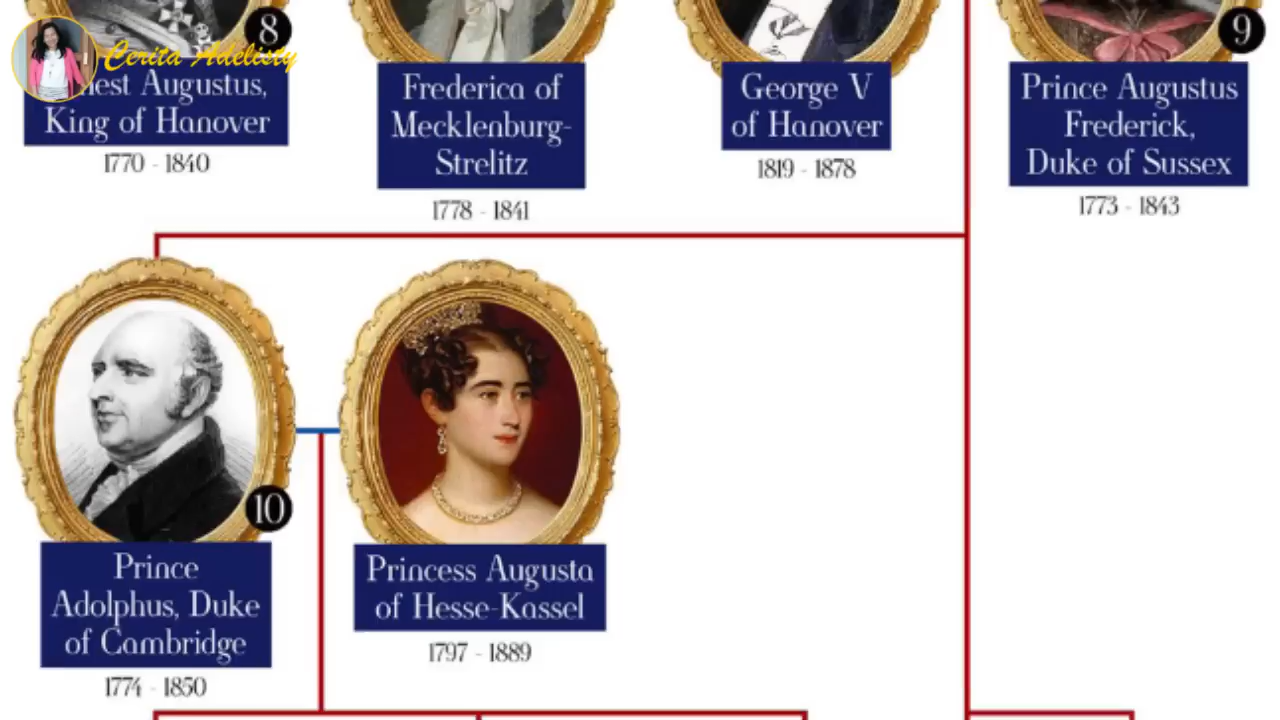 8
9
Cerita Adelisty
nest Augustus,
King of Hanover
1770 - 1840
Frederica of
Mecklenburg-
Strelitz
1778 - 1841
George V
of Hanover
1819 - 1878
Prince Augustus
Frederick,
Duke of Sussex
1773 - 1843
10
Prince
Adolphus, Duke
of Cambridge
1774 - 1850
Princess Augusta
of Hesse-Kassel
1797 - 1889